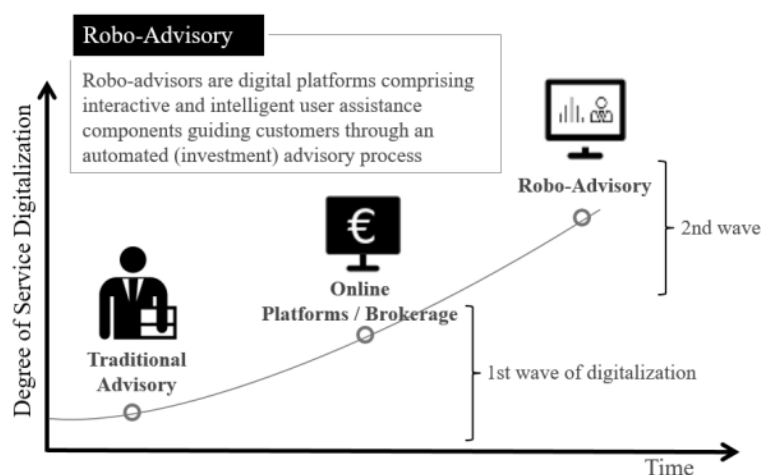 Robo-Advisory
Robo-advisors are digital platforms comprising
interactive and intelligent user assistance
components guiding customers through an
automated (investment) advisory process
Degree of Service Digitalization
Robo-Advisory
2nd wave
€
Online
Platforms / Brokerage
Traditional
Advisory
1st wave of digitalization
Time